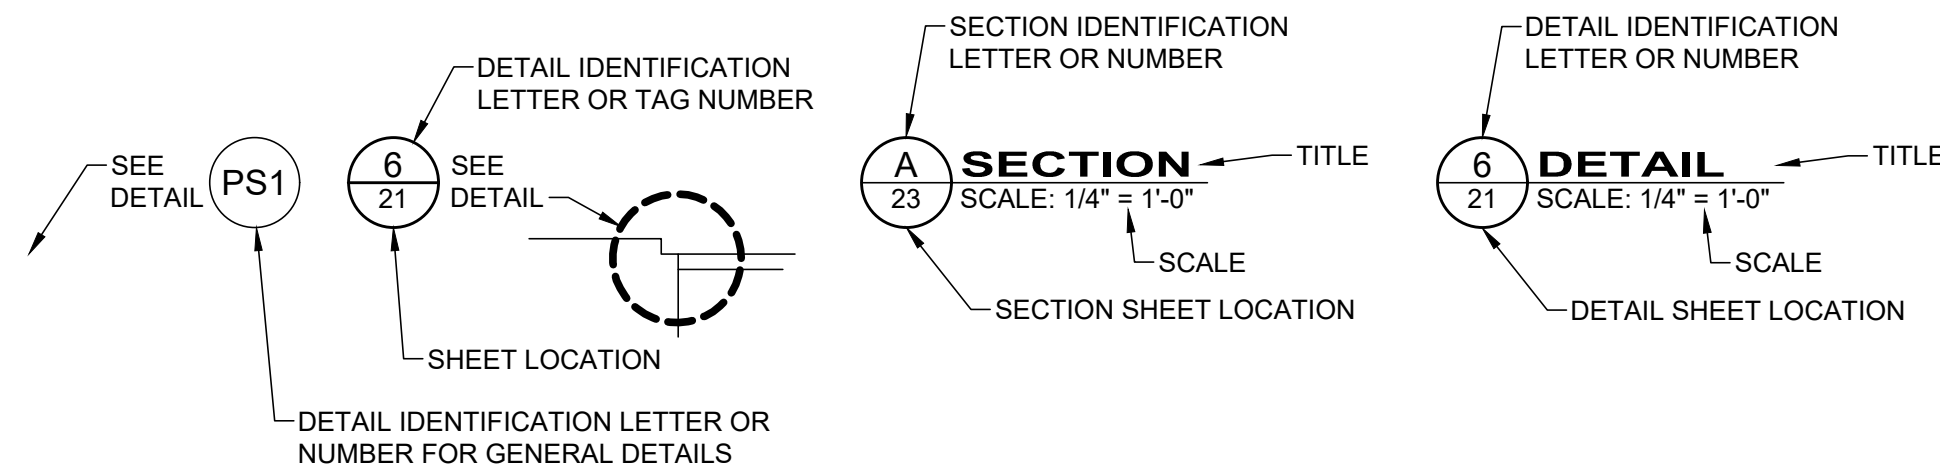 SEE
DETAIL
PS1
DETAIL IDENTIFICATION LETTER OR
NUMBER FOR GENERAL DETAILS
6
21
DETAIL IDENTIFICATION
LETTER OR TAG NUMBER
SEE
DETAIL
SHEET LOCATION
SECTION IDENTIFICATION
LETTER OR NUMBER
A
23
SECTION
TITLE
SCALE: 1/4" = 1'-0"
SCALE
SECTION SHEET LOCATION
DETAIL IDENTIFICATION
LETTER OR NUMBER
6
21
DETAIL
TITLE
SCALE: 1/4" = 1'-0"
SCALE
DETAIL SHEET LOCATION